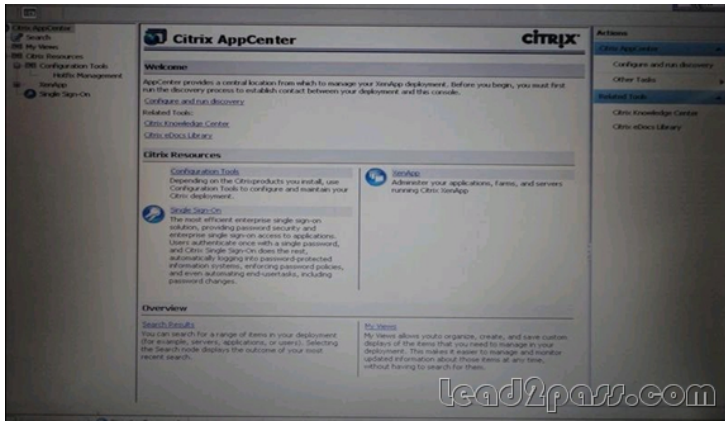 Citrix AppCenter
Search
My Views
Citrix Resources
Configuration Tools
Hotfix Management
XenApp
Single Sign-On
Citrix AppCenter
CITRIX
Welcome
AppCenter provides a central location from which to manage your XenApp deployment. Before you begin, you must first
run the discovery process to establish contact between your deployment and this console.
Configure and run discovery
Related Tools:
Citrix Knowledge Center
Citrix eDocs Library
Citrix Resources
Configuration Tools
Depending on the Citrixproducts you install, use
Configuration Tools to configure and maintain your
Citrix deployment.
Single Sign-On
The most efficient enterprise single sign-on
solution, providing password security and
enterprise single sign-on access to applications.
Users authenticate once with a single password,
and Citrix Single Sign-On does the rest,
automatically logging into password-protected
information systems, enforcing password policies,
and even automating end-usertasks, including
password changes.
XenApp
Administer your applications, farms, and servers
running Citrix XenApp
Overview
Search Results
You can search for a range of items in your deployment
(for example, servers, applications, or users). Selecting
the Search node displays the outcome of your most
recent search.
My Views
My Views allows youto organize, create, and save custom
displays of the items that you need to manage in your
deployment. This makes it easier to manage and monitor
updated information about those items at any time,
without having to search for them.
Actions
Citrix AppCenter
Configure and run discovery
Other Tasks
Related Tools
Citrix Knowledge Center
Citrix eDocs Library
Lead2pass.com